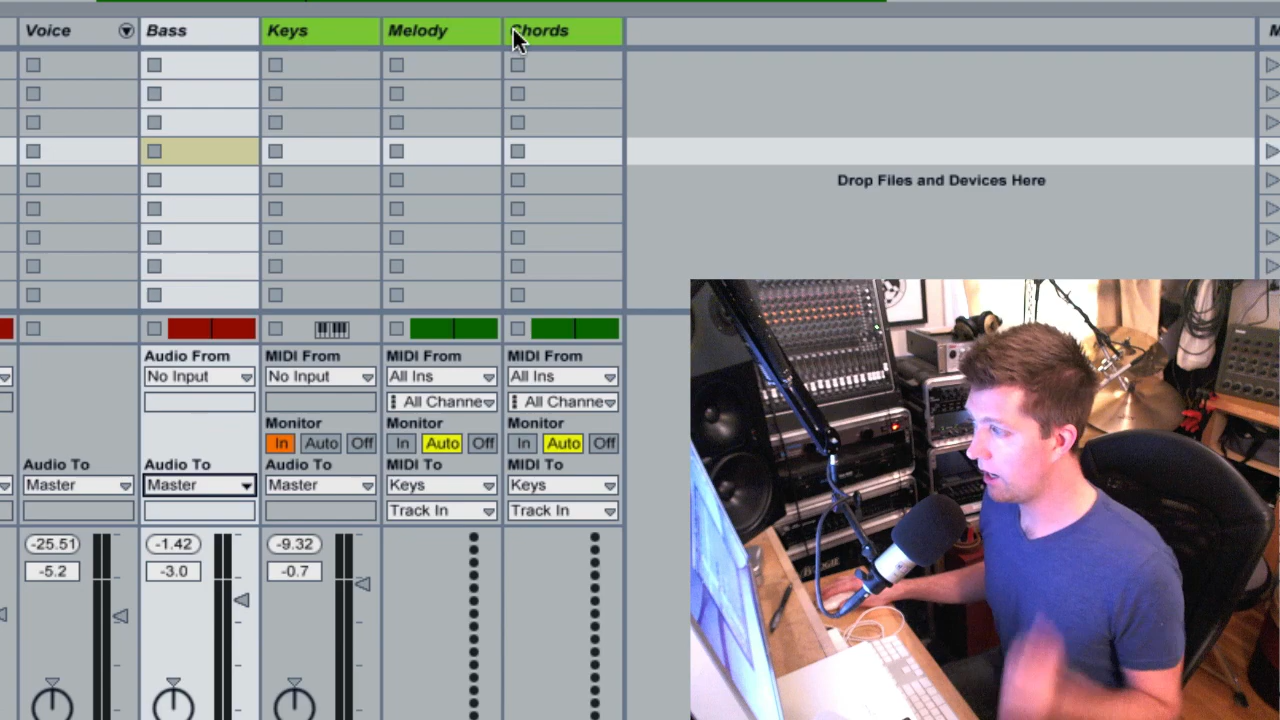 Voice Bass Keys Melody Chords
Drop Files and Devices Here
Audio From MIDI From MIDI From MIDI From
No Input No Input All Ins All Ins
All Channe All Channe
Monitor Monitor Monitor
In Auto Off In Auto Off In Auto Off
Audio To Audio To Audio To MIDI To MIDI To
Master Master Master Keys Keys
Track In Track In
-25.51 -1.42 -9.32
-5.2 -3.0 -0.7